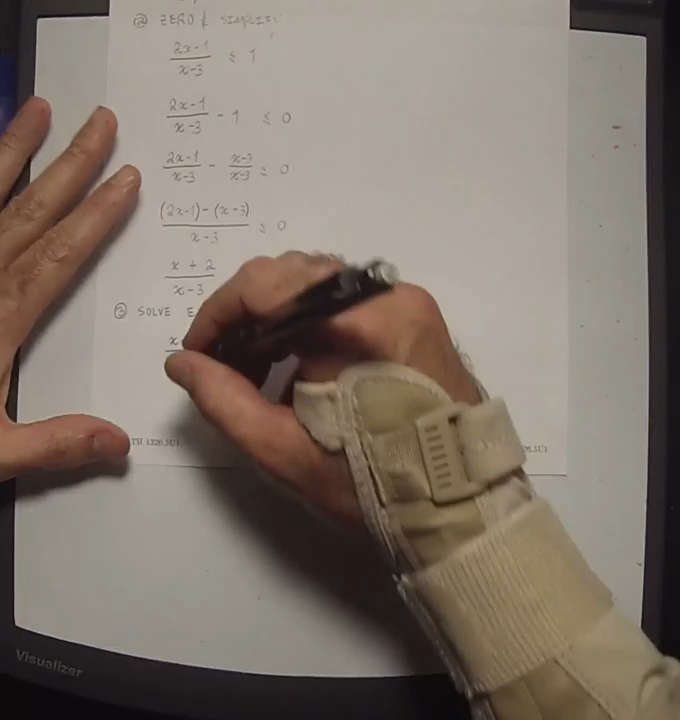 ② ZERO & SIMPLIFY
2x-1 / x-3 ≤ 1
2x-1 / x-3 - 1 ≤ 0
2x-1 / x-3 - x-3 / x-3 ≤ 0
(2x-1)-(x-3) / x-3 ≤ 0
x + 2 / x-3
③ SOLVE E
x
Visualizer